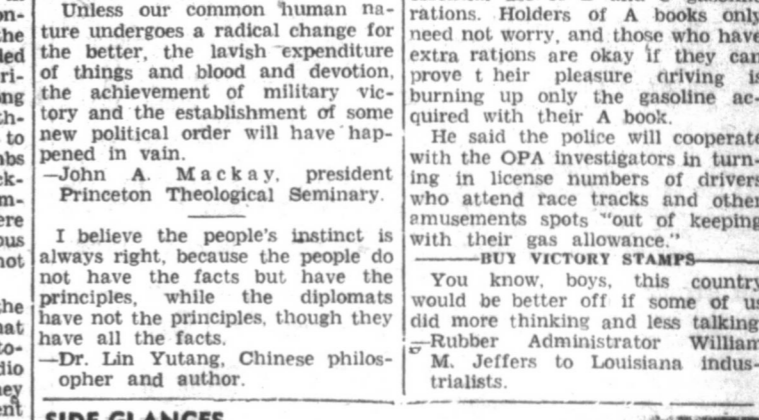 Unless our common human na-
ture undergoes a radical change for
the better, the lavish expenditure
of things and blood and devotion,
the achievement of military vic-
tory and the establishment of some
new political order will have hap-
pened in vain.
—John A. Mackay, president
Princeton Theological Seminary.
I believe the people's instinct is
always right, because the people do
not have the facts but have the
principles, while the diplomats
have not the principles, though they
have all the facts.
—Dr. Lin Yutang, Chinese philos-
opher and author.
SIDE GLANCES
rations. Holders of A books only
need not worry, and those who have
extra rations are okay if they can
prove t heir pleasure driving is
burning up only the gasoline ac-
quired with their A book.
He said the police will cooperate
with the OPA investigators in turn-
ing in license numbers of drivers
who attend race tracks and other
amusements spots "out of keeping
with their gas allowance."
BUY VICTORY STAMPS
You know, boys, this country
would be better off if some of us
did more thinking and less talking
—Rubber Administrator William
M. Jeffers to Louisiana indus-
trialists.